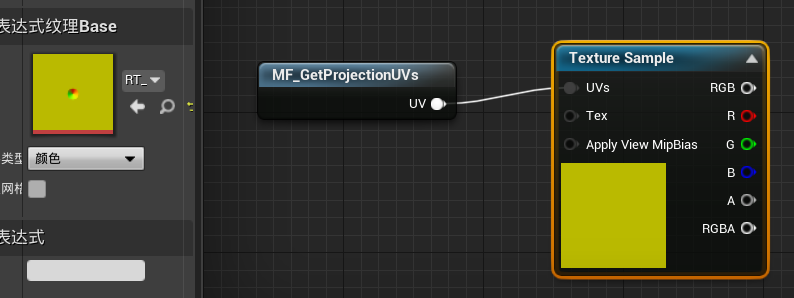 表达式纹理Base
RT_
类型
颜色
网格
表达式
MF_GetProjectionUVs
UV
Texture Sample
UVs
RGB
Tex
R
Apply View MipBias
G
B
A
RGBA